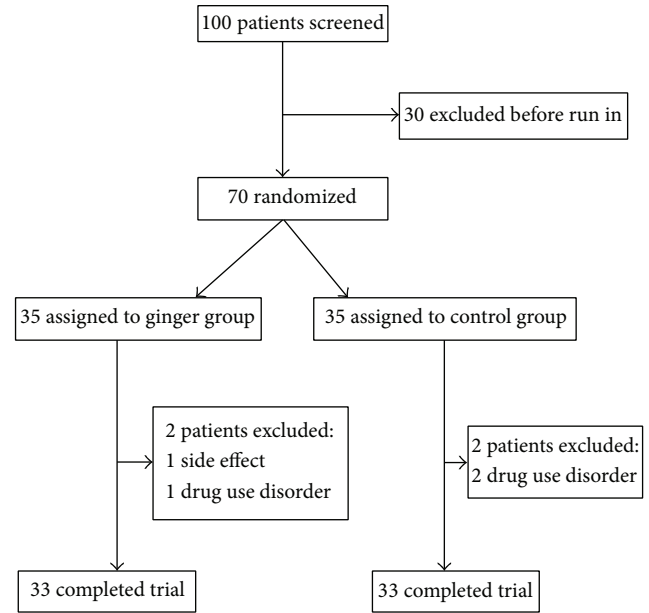 100 patients screened
30 excluded before run in
70 randomized
35 assigned to ginger group
35 assigned to control group
2 patients excluded:
1 side effect
1 drug use disorder
2 patients excluded:
2 drug use disorder
33 completed trial
33 completed trial